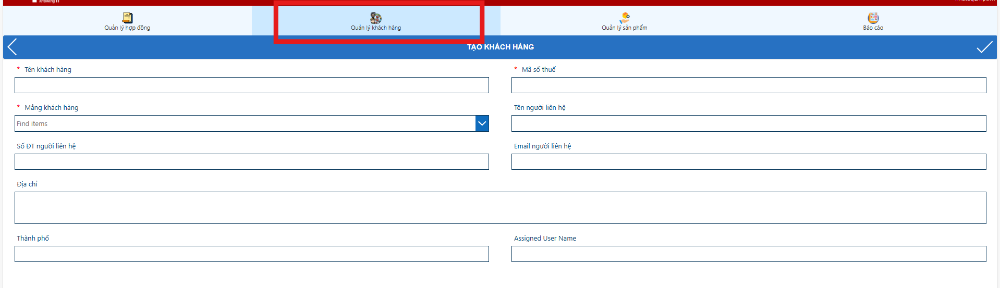 knowing IT
Quản lý hợp đồng
Quản lý khách hàng
Quản lý sản phẩm
Báo cáo
TẠO KHÁCH HÀNG
* Tên khách hàng
* Mã số thuế
* Mảng khách hàng
Tên người liên hệ
Find items
Số ĐT người liên hệ
Email người liên hệ
Địa chỉ
Thành phố
Assigned User Name